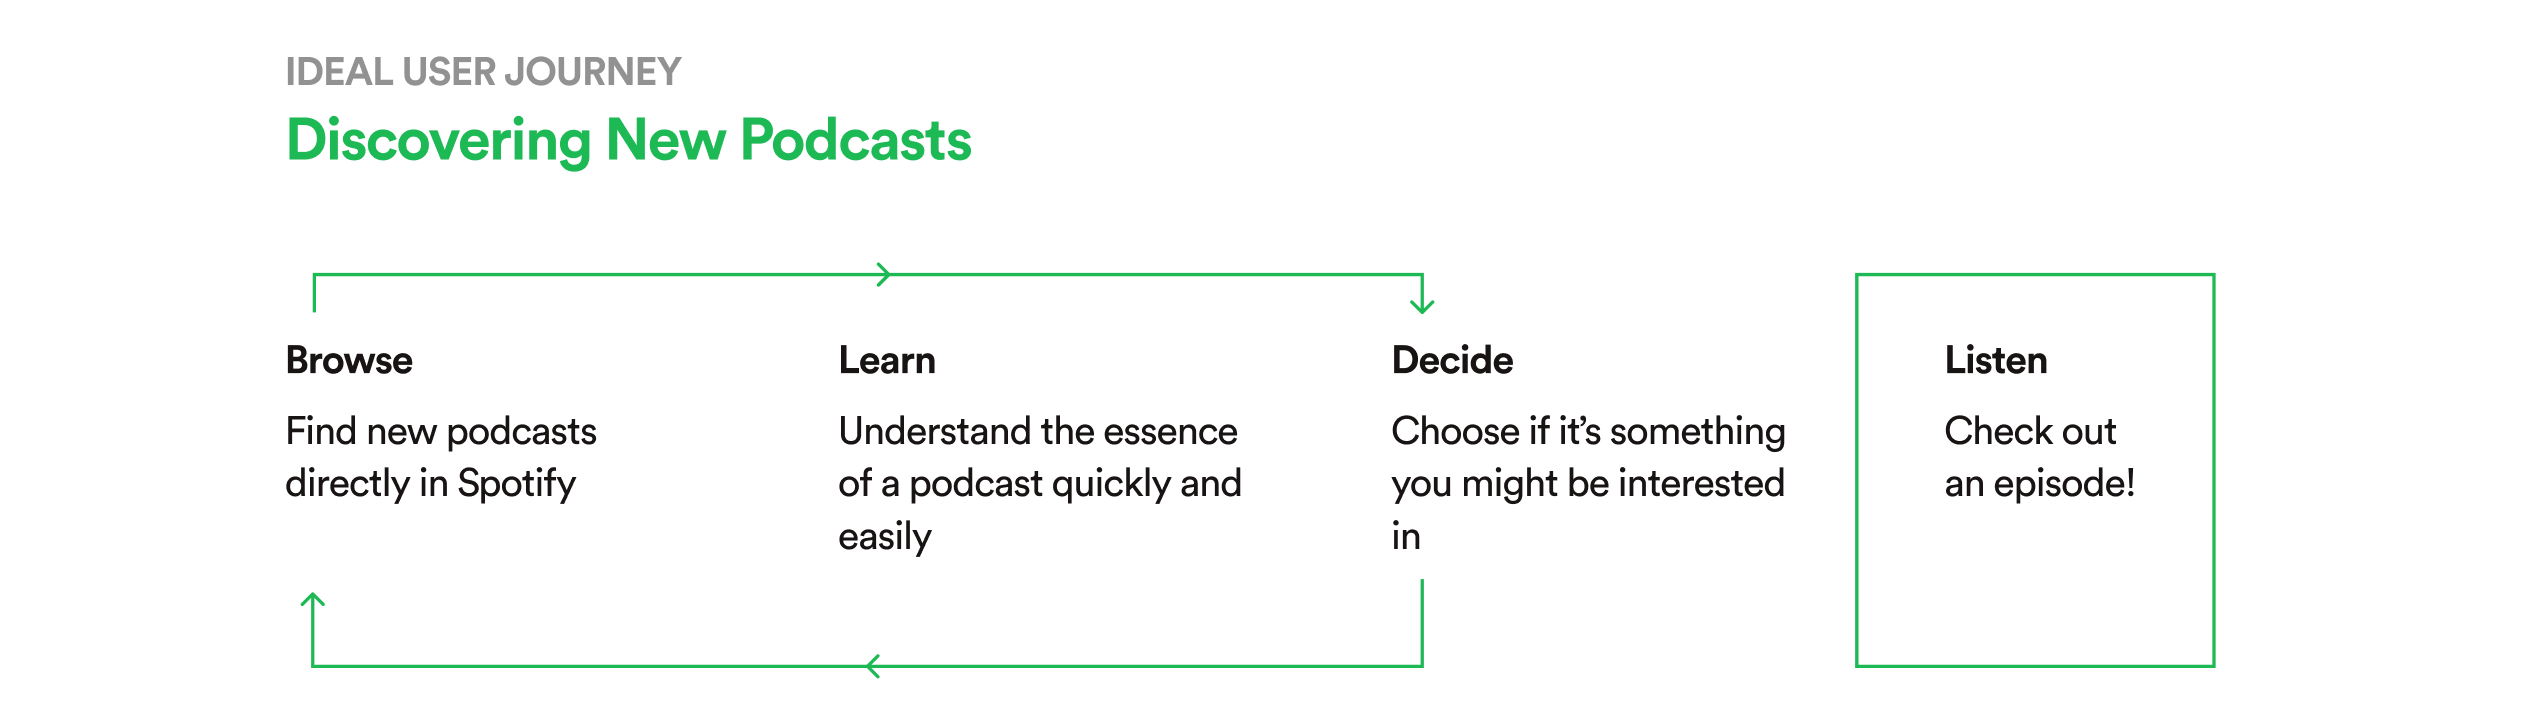 IDEAL USER JOURNEY
Discovering New Podcasts
Browse
Find new podcasts
directly in Spotify
Learn
Understand the essence
of a podcast quickly and
easily
Decide
Choose if it’s something
you might be interested
in
Listen
Check out
an episode!